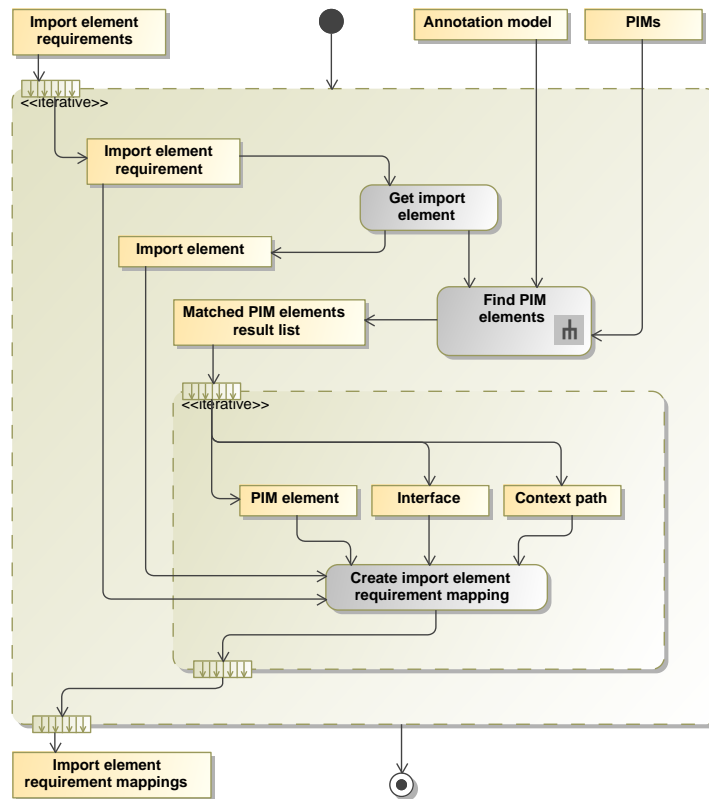 Import element
requirements
Annotation model
PIMs
<<iterative>>
Import element
requirement
Get import
element
Import element
Find PIM
elements
Matched PIM elements
result list
<<iterative>>
PIM element
Interface
Context path
Create import element
requirement mapping
Import element
requirement mappings